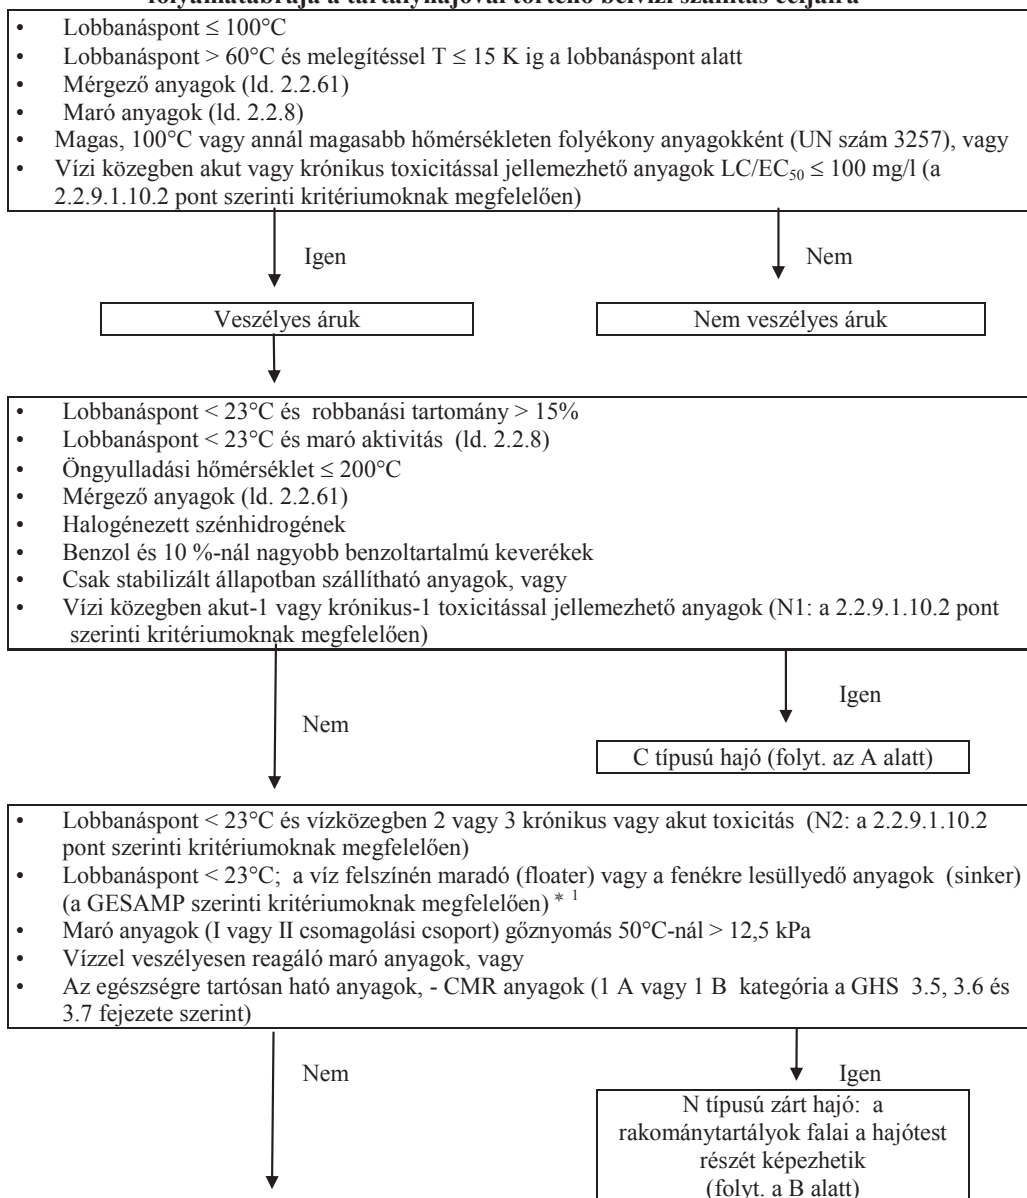 folyamatábrája a tartályhajóval történő belvízi szállítás céljaira
• Lobbanáspont ≤ 100°C
• Lobbanáspont > 60°C és melegítéssel T ≤ 15 K ig a lobbanáspont alatt
• Mérgező anyagok (ld. 2.2.61)
• Maró anyagok (ld. 2.2.8)
• Magas, 100°C vagy annál magasabb hőmérsékleten folyékony anyagokként (UN szám 3257), vagy
• Vízi közegben akut vagy krónikus toxicitással jellemezhető anyagok LC/EC50 ≤ 100 mg/l (a
2.2.9.1.10.2 pont szerinti kritériumoknak megfelelően)
Igen
Nem
Veszélyes áruk
Nem veszélyes áruk
• Lobbanáspont < 23°C és robbanási tartomány > 15%
• Lobbanáspont < 23°C és maró aktivitás (ld. 2.2.8)
• Öngyulladási hőmérséklet ≤ 200°C
• Mérgező anyagok (ld. 2.2.61)
• Halogénezett szénhidrogének
• Benzol és 10 %-nál nagyobb benzoltartalmú keverékek
• Csak stabilizált állapotban szállítható anyagok, vagy
• Vízi közegben akut-1 vagy krónikus-1 toxicitással jellemezhető anyagok (N1: a 2.2.9.1.10.2 pont
szerinti kritériumoknak megfelelően)
Igen
Nem
C típusú hajó (folyt. az A alatt)
• Lobbanáspont < 23°C és vízközegben 2 vagy 3 krónikus vagy akut toxicitás (N2: a 2.2.9.1.10.2
pont szerinti kritériumoknak megfelelően)
• Lobbanáspont < 23°C; a víz felszínén maradó (floater) vagy a fenékre lesüllyedő anyagok (sinker)
(a GESAMP szerinti kritériumoknak megfelelően) * 1
• Maró anyagok (I vagy II csomagolási csoport) gőznyomás 50°C-nál > 12,5 kPa
• Vízzel veszélyesen reagáló maró anyagok, vagy
• Az egészségre tartósan ható anyagok, - CMR anyagok (1 A vagy 1 B kategória a GHS 3.5, 3.6 és
3.7 fejezete szerint)
Nem
Igen
N típusú zárt hajó: a
rakománytartályok falai a hajótest
részét képezhetik
(folyt. a B alatt)